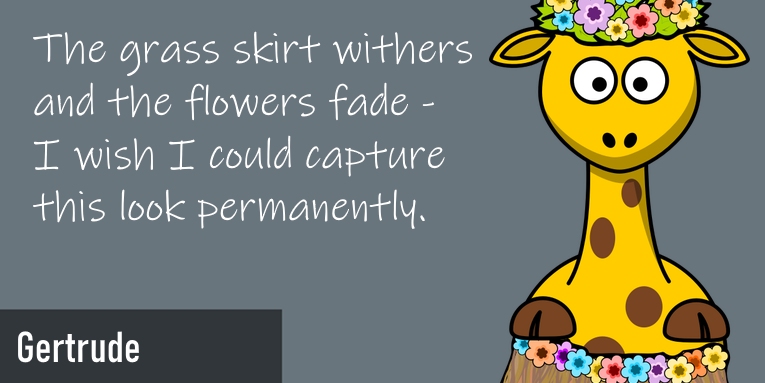 The grass skirt withers
and the flowers fade -
I wish I could capture
this look permanently.
Gertrude